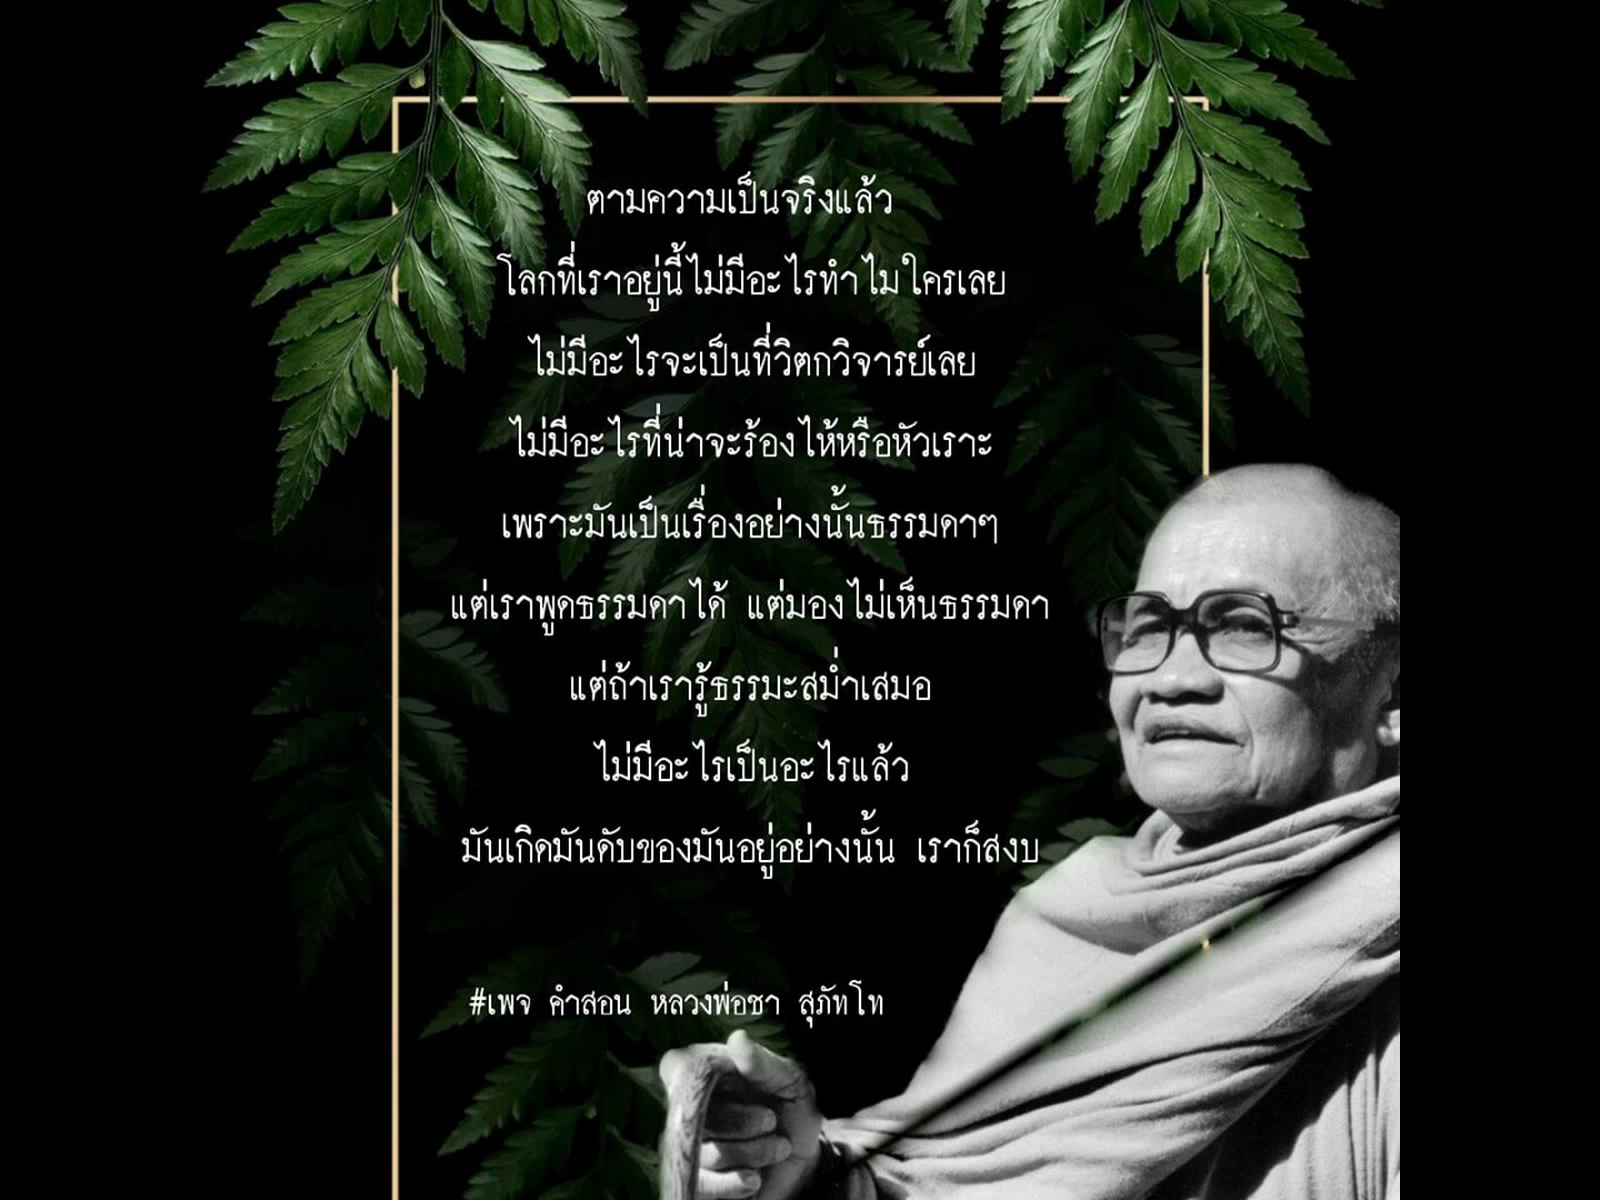 ตามความเป็นจริงแล้ว
โลกที่เราอยู่นี้ไม่มีอะไรทำไมใครเลย
ไม่มีอะไรจะเป็นที่วิตกวิจารย์เลย
ไม่มีอะไรที่น่าจะร้องไห้หรือหัวเราะ
เพราะมันเป็นเรื่องอย่างนั้นธรรมดาๆ
แต่เราพูดธรรมดาได้ แต่มองไม่เห็นธรรมดา
แต่ถ้าเรารู้ธรรมะสม่ำเสมอ
ไม่มีอะไรเป็นอะไรแล้ว
มันเกิดมันดับของมันอยู่อย่างนั้น เราก็สงบ
#เพจ คำสอน หลวงพ่อชา สุภัทโท